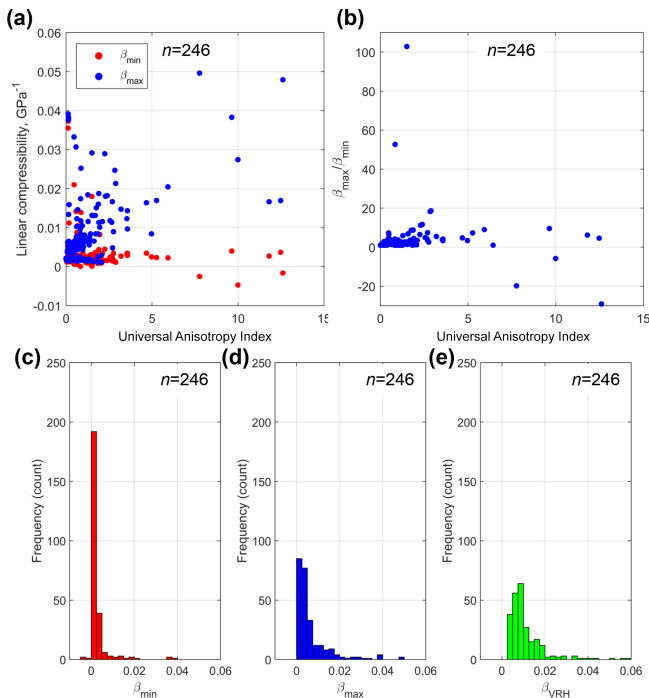 (a)
n=246
β_min
β_max
Linear compressibility, GPa⁻¹
0.06
0.05
0.04
0.03
0.02
0.01
0
-0.01
0
5
10
15
Universal Anisotropy Index
(b)
n=246
β_max/β_min
100
80
60
40
20
0
-20
0
5
10
15
Universal Anisotropy Index
(c)
n=246
Frequency (count)
250
200
150
100
50
0
0
0.02
0.04
0.06
β_min
(d)
n=246
Frequency (count)
250
200
150
100
50
0
0
0.02
0.04
0.06
β_max
(e)
n=246
Frequency (count)
250
200
150
100
50
0
0
0.02
0.04
0.06
β_VRH